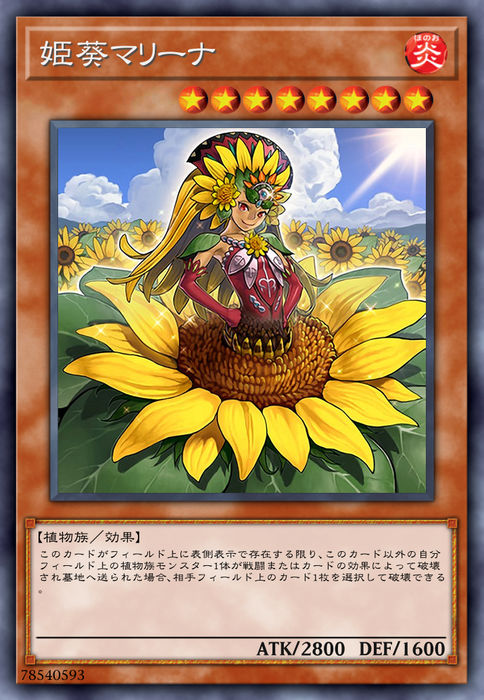 姫葵マリーナ
ほのお
炎
【植物族／効果】
このカードがフィールド上に表側表示で存在する限り、このカード以外の自分
フィールド上の植物族モンスター1体が戦闘またはカードの効果によって破壊
され墓地へ送られた場合、相手フィールド上のカード1枚を選択して破壊できる
。
ATK/2800 DEF/1600
78540593